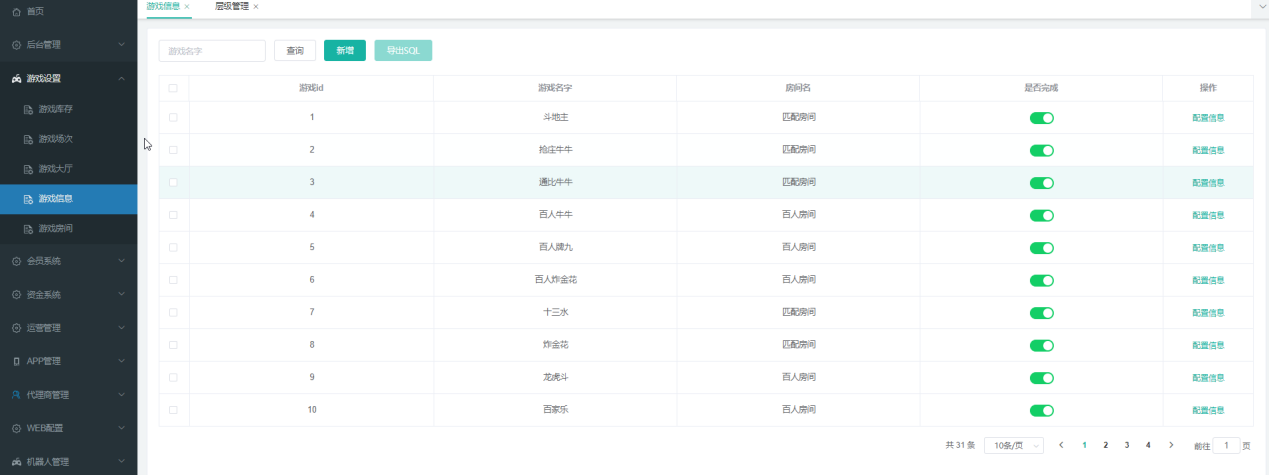 首页
后台管理
游戏设置
游戏库存
游戏场次
游戏大厅
游戏信息
游戏房间
会员系统
资金系统
运营管理
APP管理
代理商管理
WEB配置
机器人管理
游戏信息 × 层级管理 ×
游戏名字 查询 新增 导出SQL
游戏id 游戏名字 房间名 是否完成 操作
1 斗地主 匹配房间 配置信息
2 抢庄牛牛 匹配房间 配置信息
3 通比牛牛 匹配房间 配置信息
4 百人牛牛 百人房间 配置信息
5 百人牌九 百人房间 配置信息
6 百人炸金花 百人房间 配置信息
7 十三水 匹配房间 配置信息
8 炸金花 匹配房间 配置信息
9 龙虎斗 百人房间 配置信息
10 百家乐 百人房间 配置信息
共 31 条 10条/页 < 1 2 3 4 > 前往 1 页